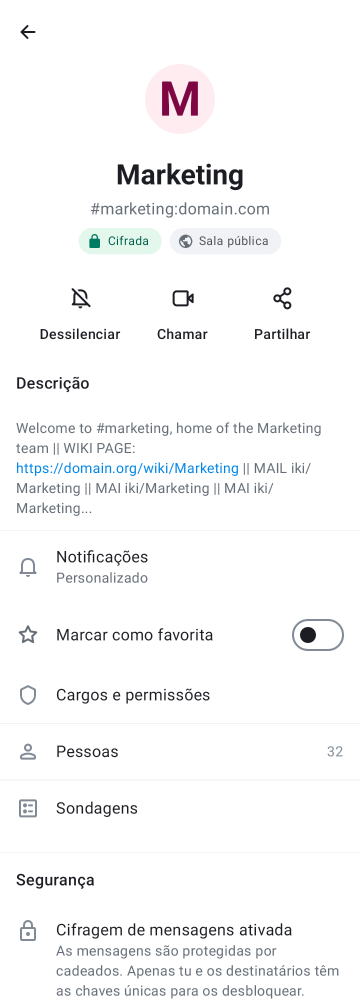 M
Marketing
#marketing:domain.com
Cifrada
Sala pública
Dessilenciar
Chamar
Partilhar
Descrição
Welcome to #marketing, home of the Marketing
team || WIKI PAGE:
https://domain.org/wiki/Marketing || MAIL iki/
Marketing || MAI iki/Marketing || MAI iki/
Marketing...
Notificações
Personalizado
Marcar como favorita
Cargos e permissões
Pessoas
32
Sondagens
Segurança
Cifragem de mensagens ativada
As mensagens são protegidas por
cadeados. Apenas tu e os destinatários têm
as chaves únicas para os desbloquear.